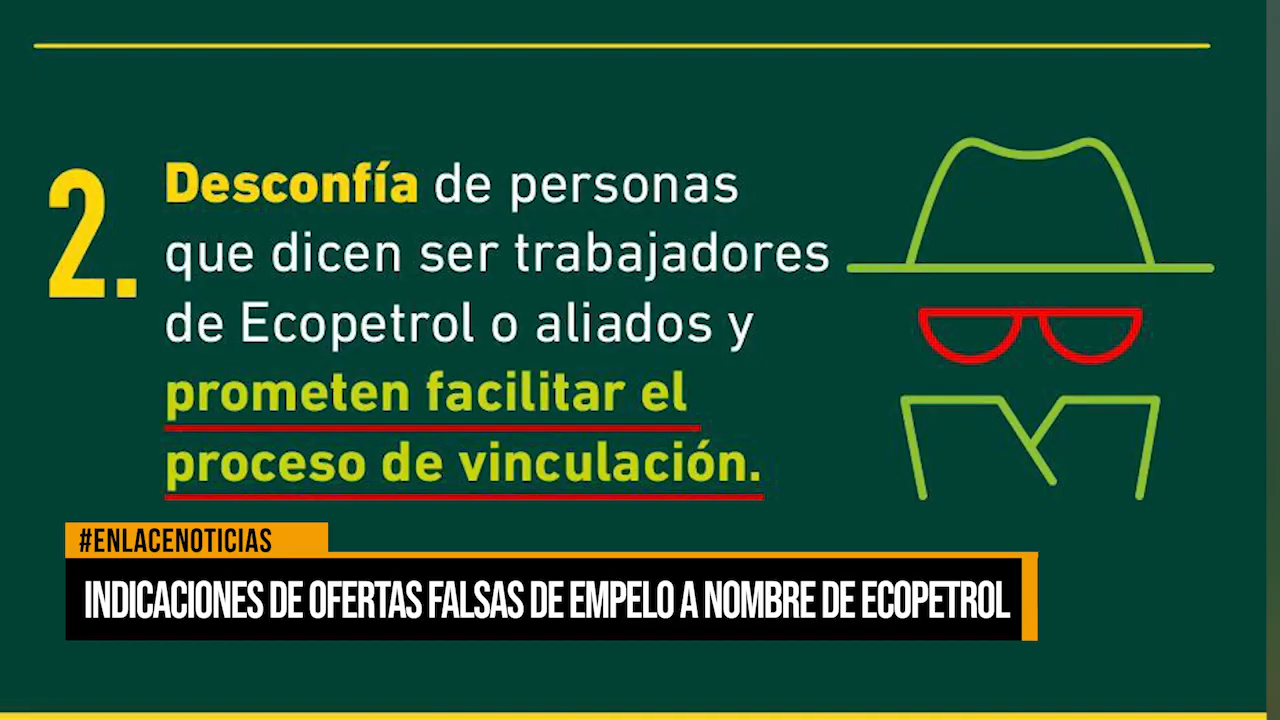 2.
Desconfía de personas
que dicen ser trabajadores
de Ecopetrol o aliados y
prometen facilitar el
proceso de vinculación.
#ENLACENOTICIAS
INDICACIONES DE OFERTAS FALSAS DE EMPELO A NOMBRE DE ECOPETROL